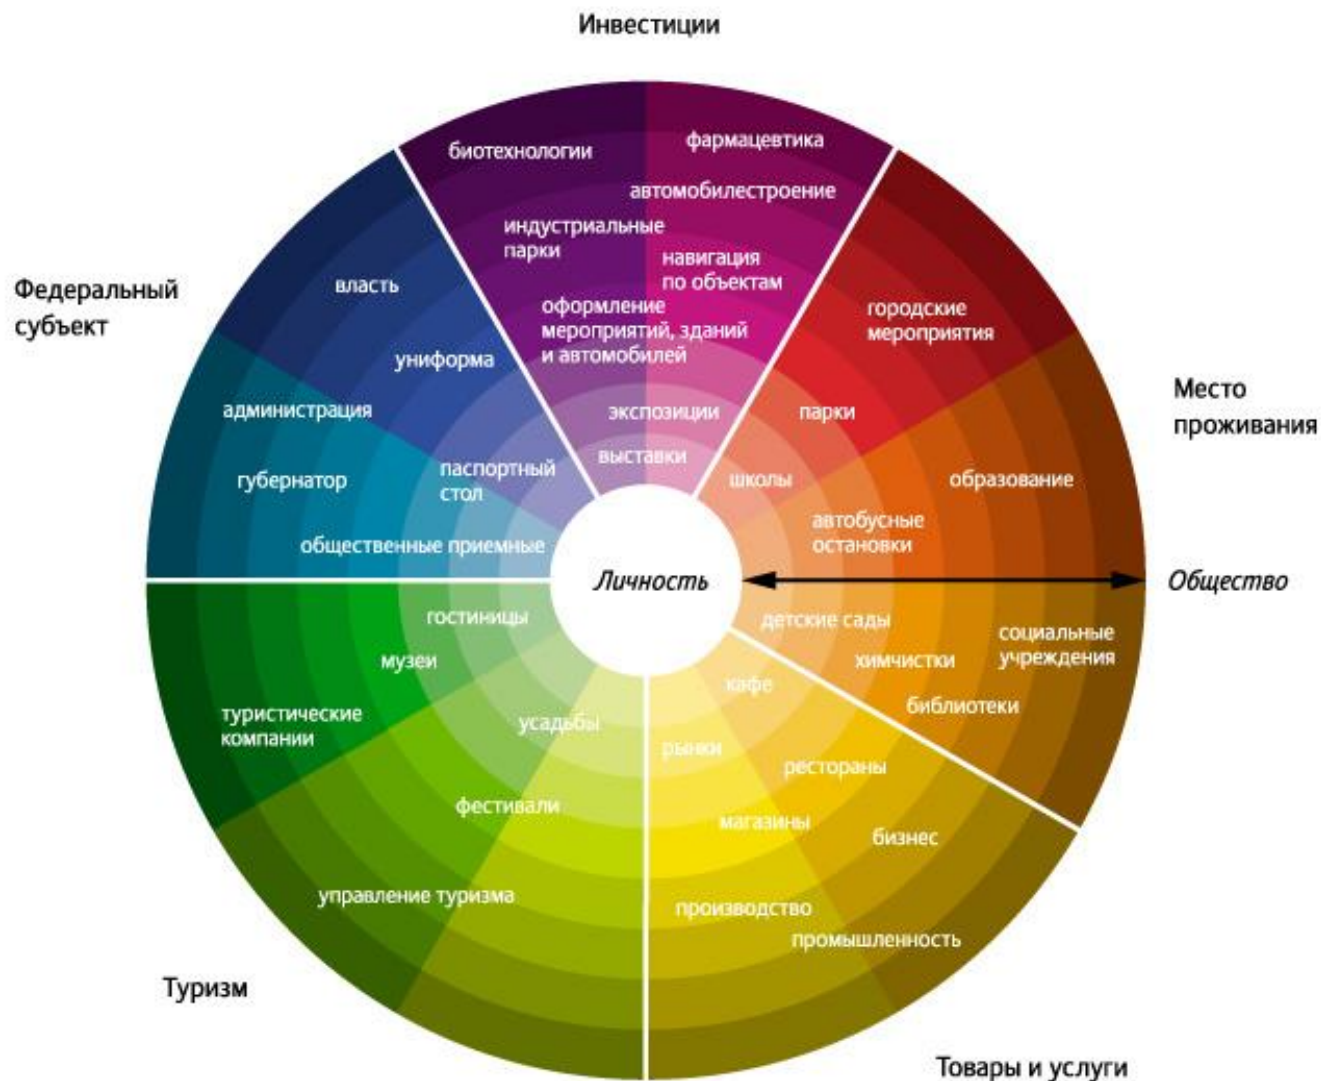 Инвестиции
биотехнологии
фармацевтика
автомобилестроение
индустриальные
парки
навигация
по объектам
оформление
мероприятий, зданий
и автомобилей
экспозиции
выставки
Федеральный
субъект
власть
униформа
администрация
губернатор
паспортный
стол
общественные приемные
городские
мероприятия
парки
школы
образование
автобусные
остановки
Место
проживания
Личность
Общество
детские сады
социальные
учреждения
химчистки
библиотеки
гостиницы
музеи
туристические
компании
усадьбы
фестивали
управление туризма
Туризм
кафе
рынки
рестораны
магазины
бизнес
производство
промышленность
Товары и услуги